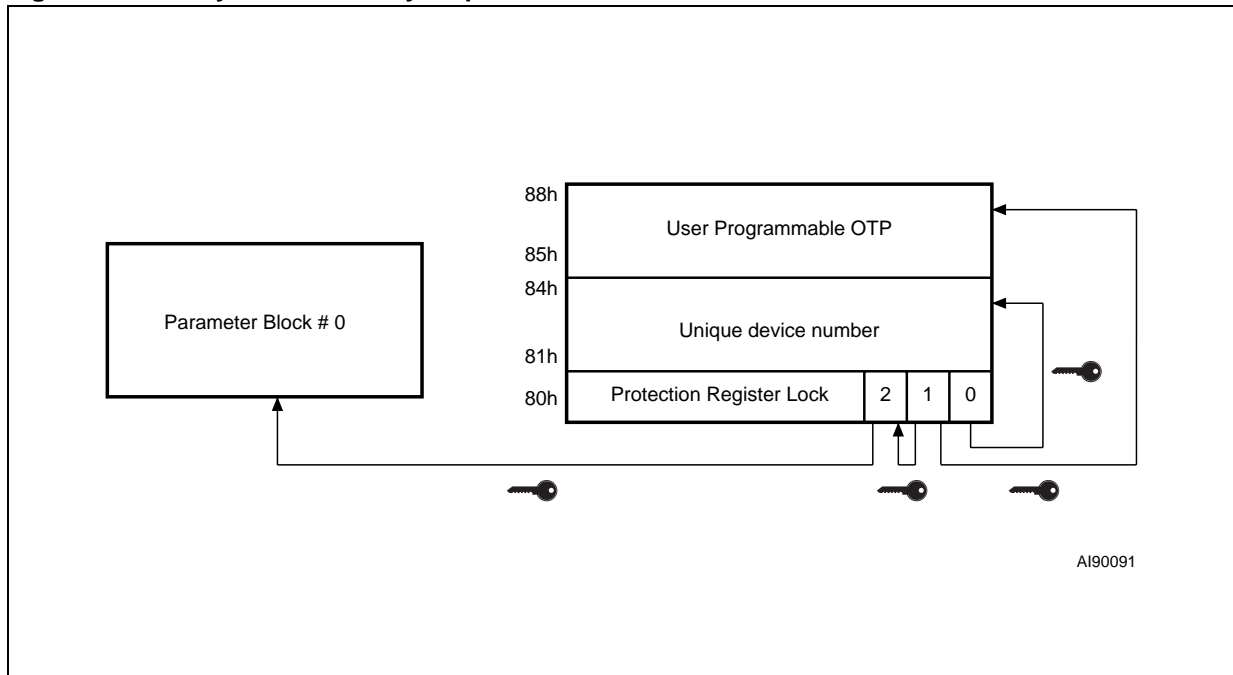 88h
User Programmable OTP
85h
84h
Parameter Block # 0
Unique device number
81h
80h
Protection Register Lock 2 1 0
AI90091